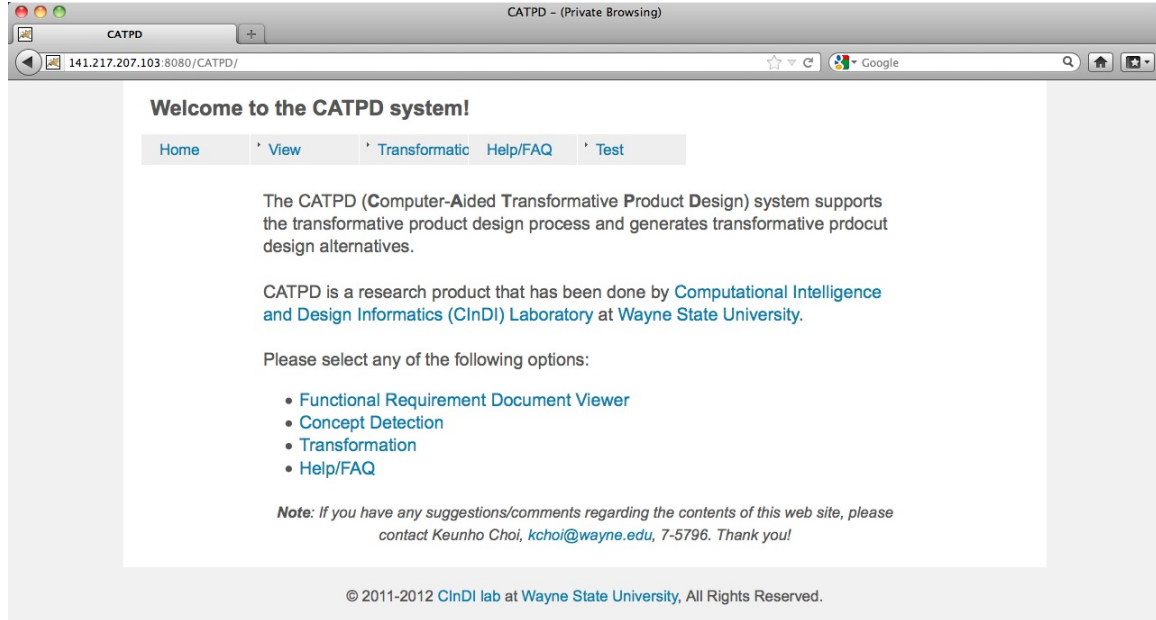 CATPD – (Private Browsing)
CATPD
141.217.207.103:8080/CATPD/
Google
Welcome to the CATPD system!
Home View Transformatic Help/FAQ Test
The CATPD (Computer-Aided Transformative Product Design) system supports
the transformative product design process and generates transformative prdocut
design alternatives.
CATPD is a research product that has been done by Computational Intelligence
and Design Informatics (CInDI) Laboratory at Wayne State University.
Please select any of the following options:
• Functional Requirement Document Viewer
• Concept Detection
• Transformation
• Help/FAQ
Note: If you have any suggestions/comments regarding the contents of this web site, please
contact Keunho Choi, kchoi@wayne.edu, 7-5796. Thank you!
© 2011-2012 CInDI lab at Wayne State University, All Rights Reserved.